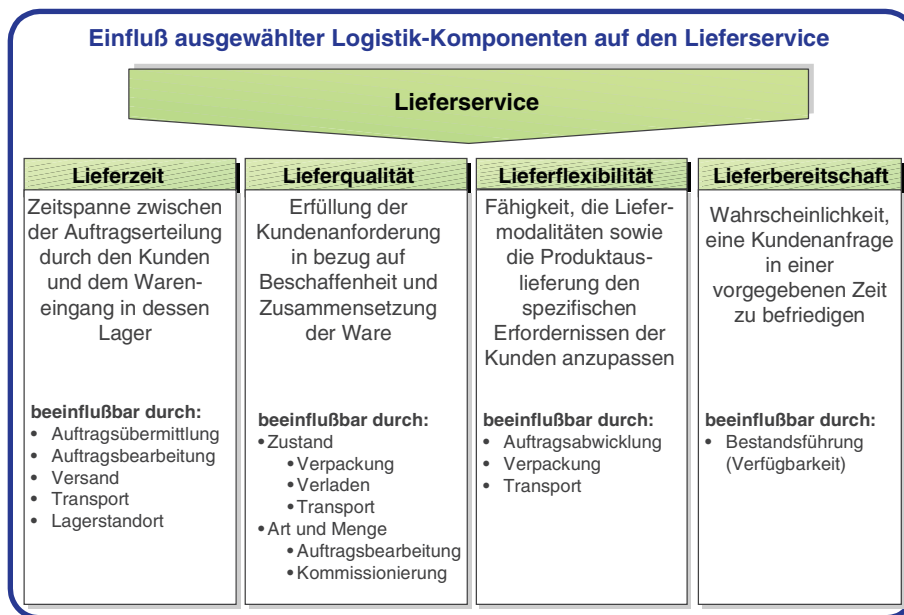 Einfluß ausgewählter Logistik-Komponenten auf den Lieferservice
Lieferservice
Lieferzeit
Zeitspanne zwischen
der Auftragserteilung
durch den Kunden
und dem Waren-
eingang in dessen
Lager
beeinflußbar durch:
• Auftragsübermittlung
• Auftragsbearbeitung
• Versand
• Transport
• Lagerstandort
Lieferqualität
Erfüllung der
Kundenanforderung
in bezug auf
Beschaffenheit und
Zusammensetzung
der Ware
beeinflußbar durch:
•Zustand
•Verpackung
•Verladen
•Transport
•Art und Menge
•Auftragsbearbeitung
•Kommissionierung
Lieferflexibilität
Fähigkeit, die Liefer-
modalitäten sowie
die Produktaus-
lieferung den
spezifischen
Erfordernissen der
Kunden anzupassen
beeinflußbar durch:
• Auftragsabwicklung
• Verpackung
• Transport
Lieferbereitschaft
Wahrscheinlichkeit,
eine Kundenanfrage
in einer
vorgegebenen Zeit
zu befriedigen
beeinflußbar durch:
• Bestandsführung
(Verfügbarkeit)